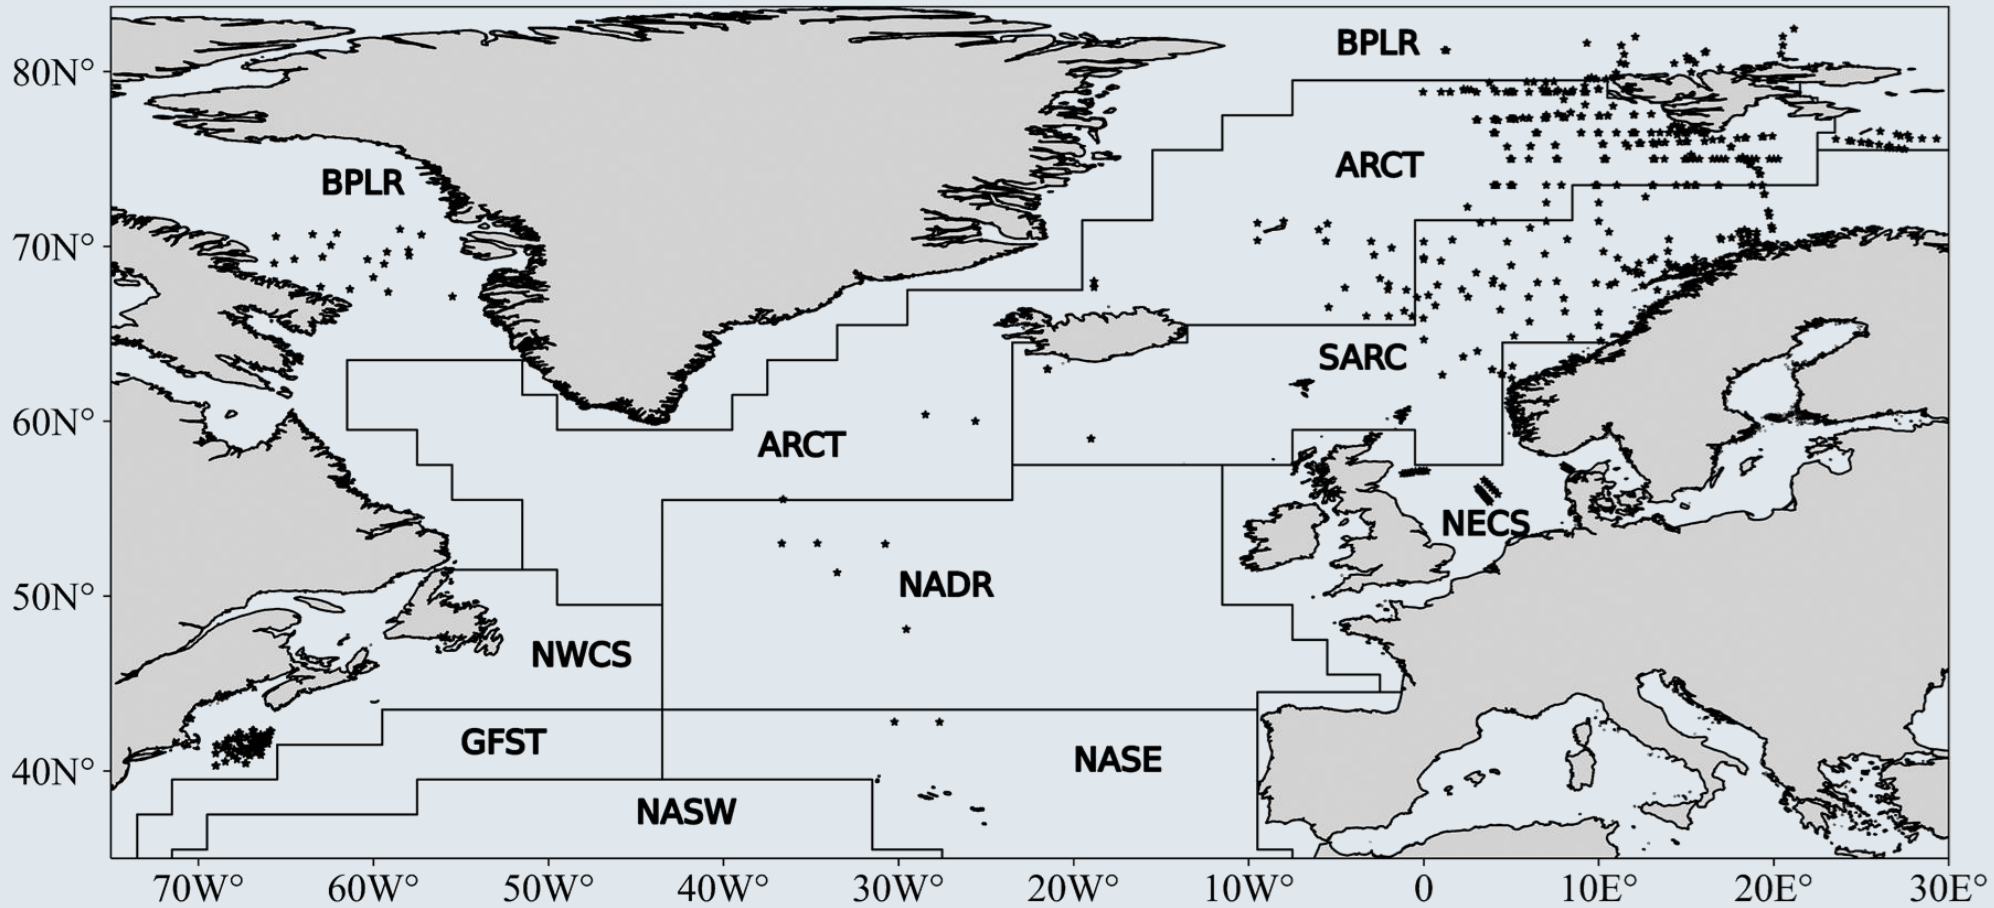 BPLR
80N°
ARCT
BPLR
70N°
SARC
60N°
ARCT
NECS
50N°
NADR
NWCS
GFST
NASE
40N°
NASW
70W° 60W° 50W° 40W° 30W° 20W° 10W° 0 10E° 20E° 30E°